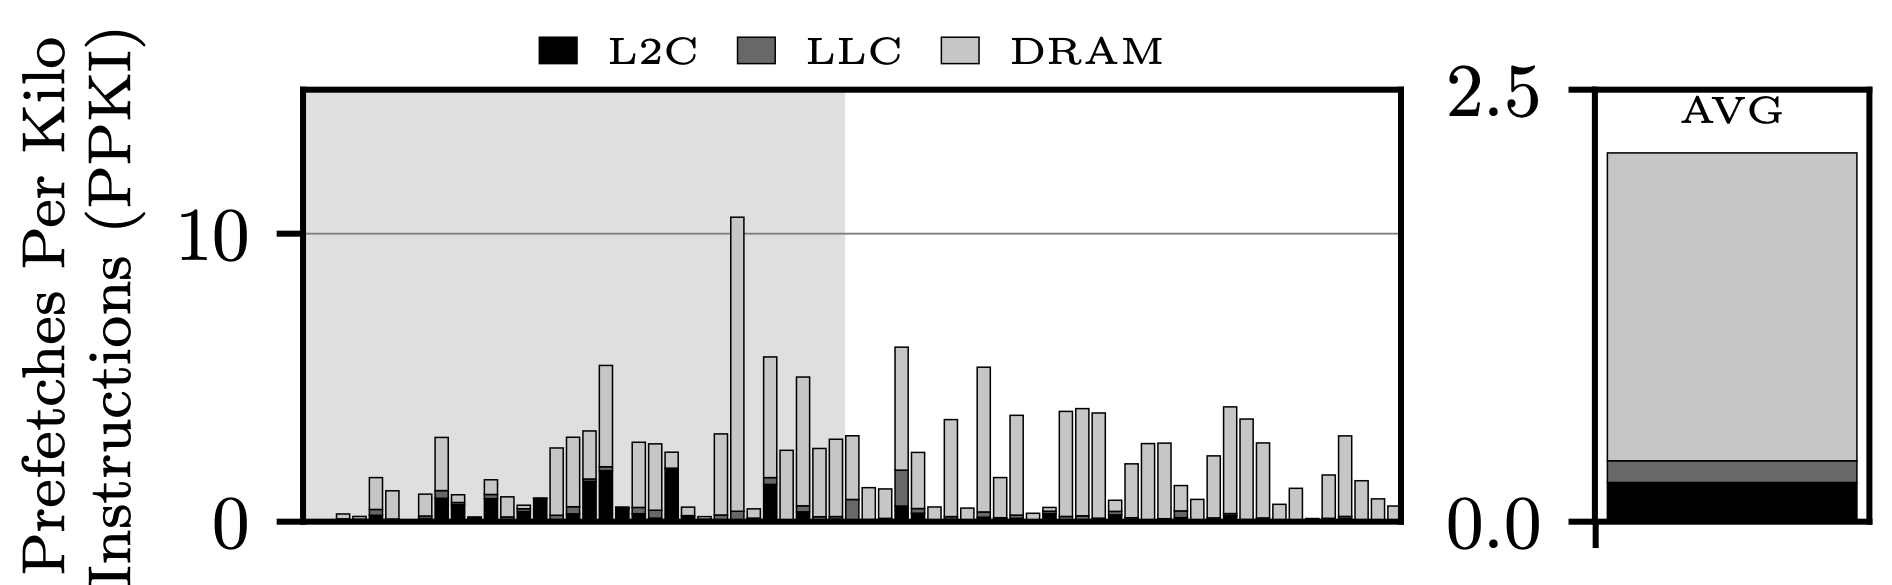 Prefetches Per Kilo
Instructions (PPKI)
L2C LLC DRAM
10
0
2.5
0.0
AVG